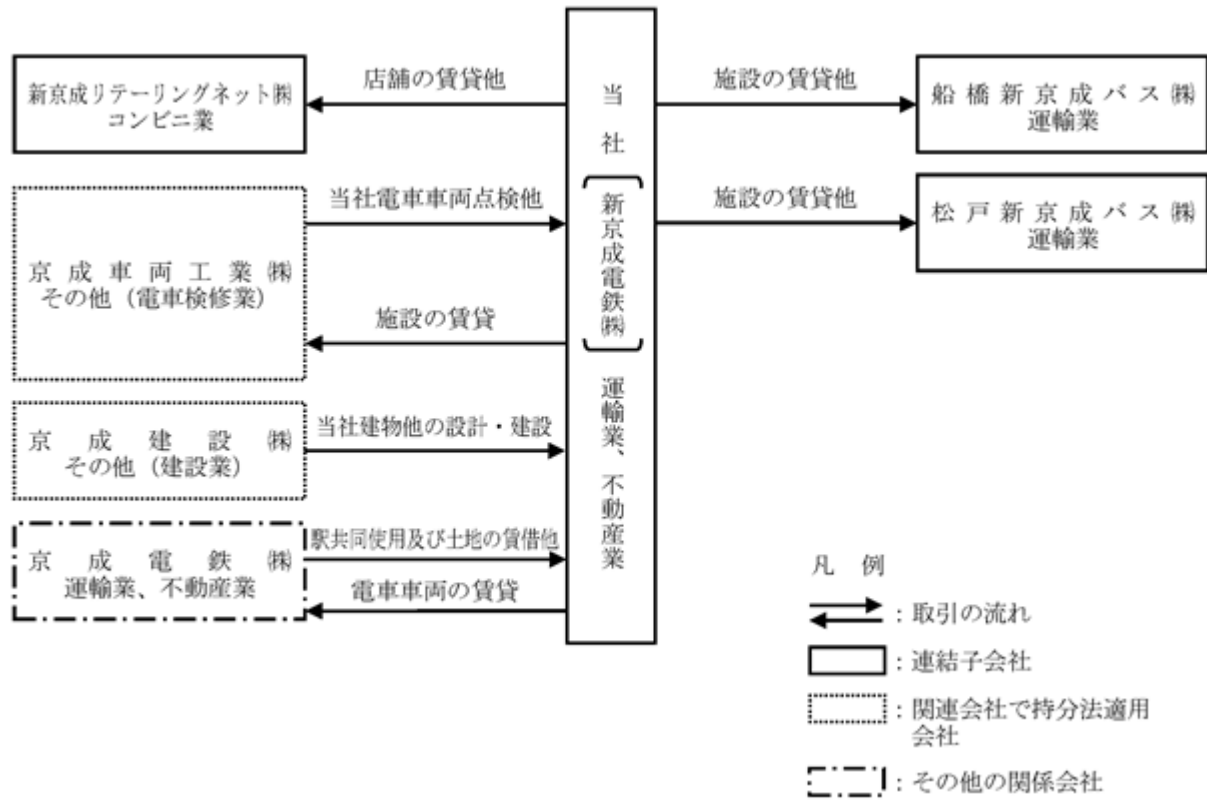 新京成リテーリングネット㈱
コンビニ業
店舗の賃貸他
京成車両工業㈱
その他（電車検修業）
当社電車車両点検他
施設の賃貸
京成建設㈱
その他（建設業）
当社建物他の設計・建設
京成電鉄㈱
運輸業、不動産業
駅共同使用及び土地の賃借他
電車車両の賃貸
当社
新京成電鉄㈱
運輸業、不動産業
施設の賃貸他
船橋新京成バス㈱
運輸業
施設の賃貸他
松戸新京成バス㈱
運輸業
凡例
：取引の流れ
：連結子会社
：関連会社で持分法適用
会社
：その他の関係会社